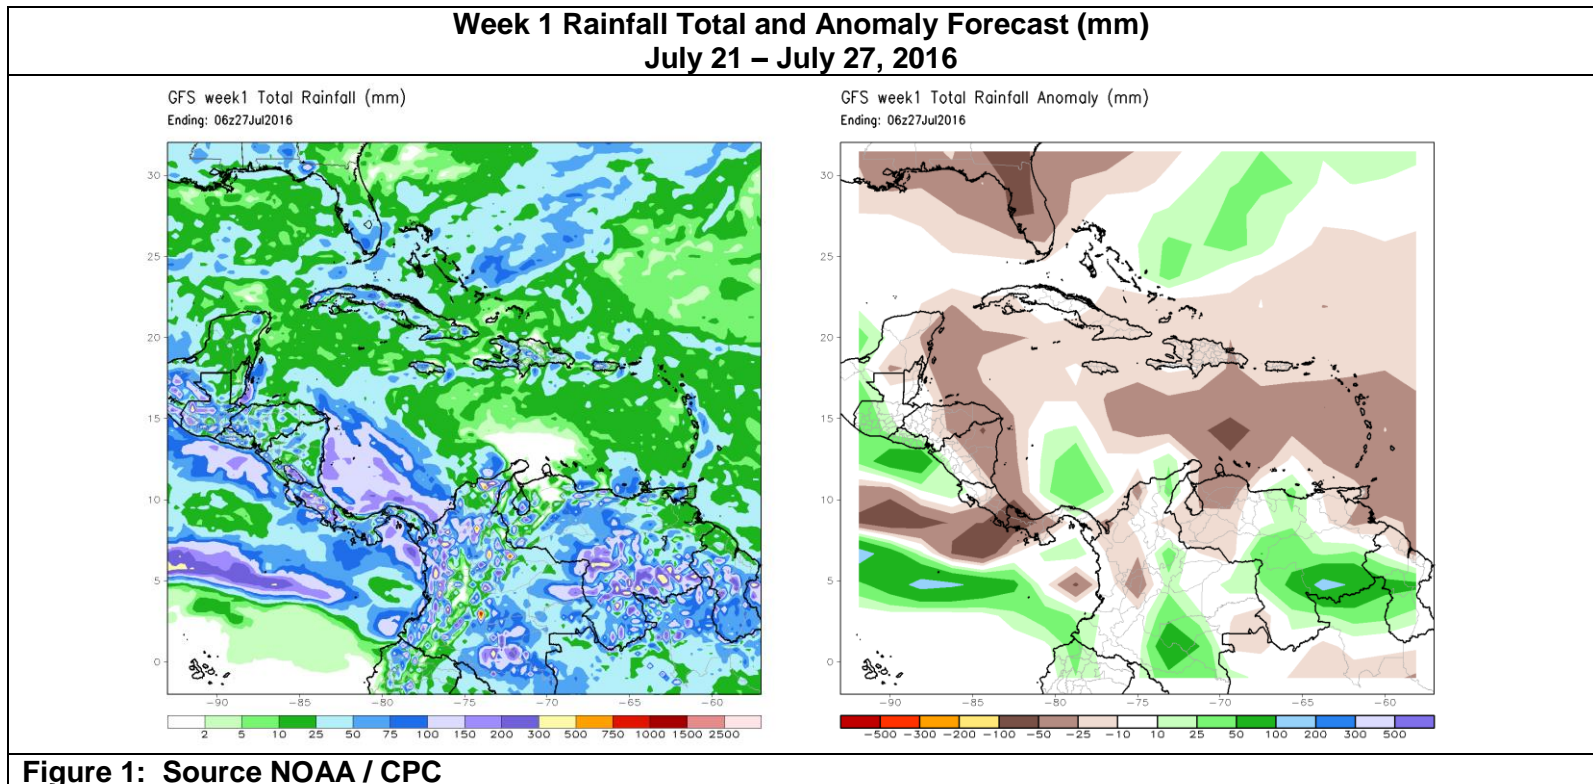 Week 1 Rainfall Total and Anomaly Forecast (mm)
July 21 – July 27, 2016
GFS week1 Total Rainfall (mm)
Ending: 06z27Jul2016
30
25
20
15
10
5
0
−90 −85 −80 −75 −70 −65 −60
2 5 10 25 50 75 100 150 200 300 500 750 1000 1500 2500
GFS week1 Total Rainfall Anomaly (mm)
Ending: 06z27Jul2016
30
25
20
15
10
5
0
−90 −85 −80 −75 −70 −65 −60
−500 −300 −200 −100 −50 −25 −10 10 25 50 100 200 300 500
Figure 1: Source NOAA / CPC